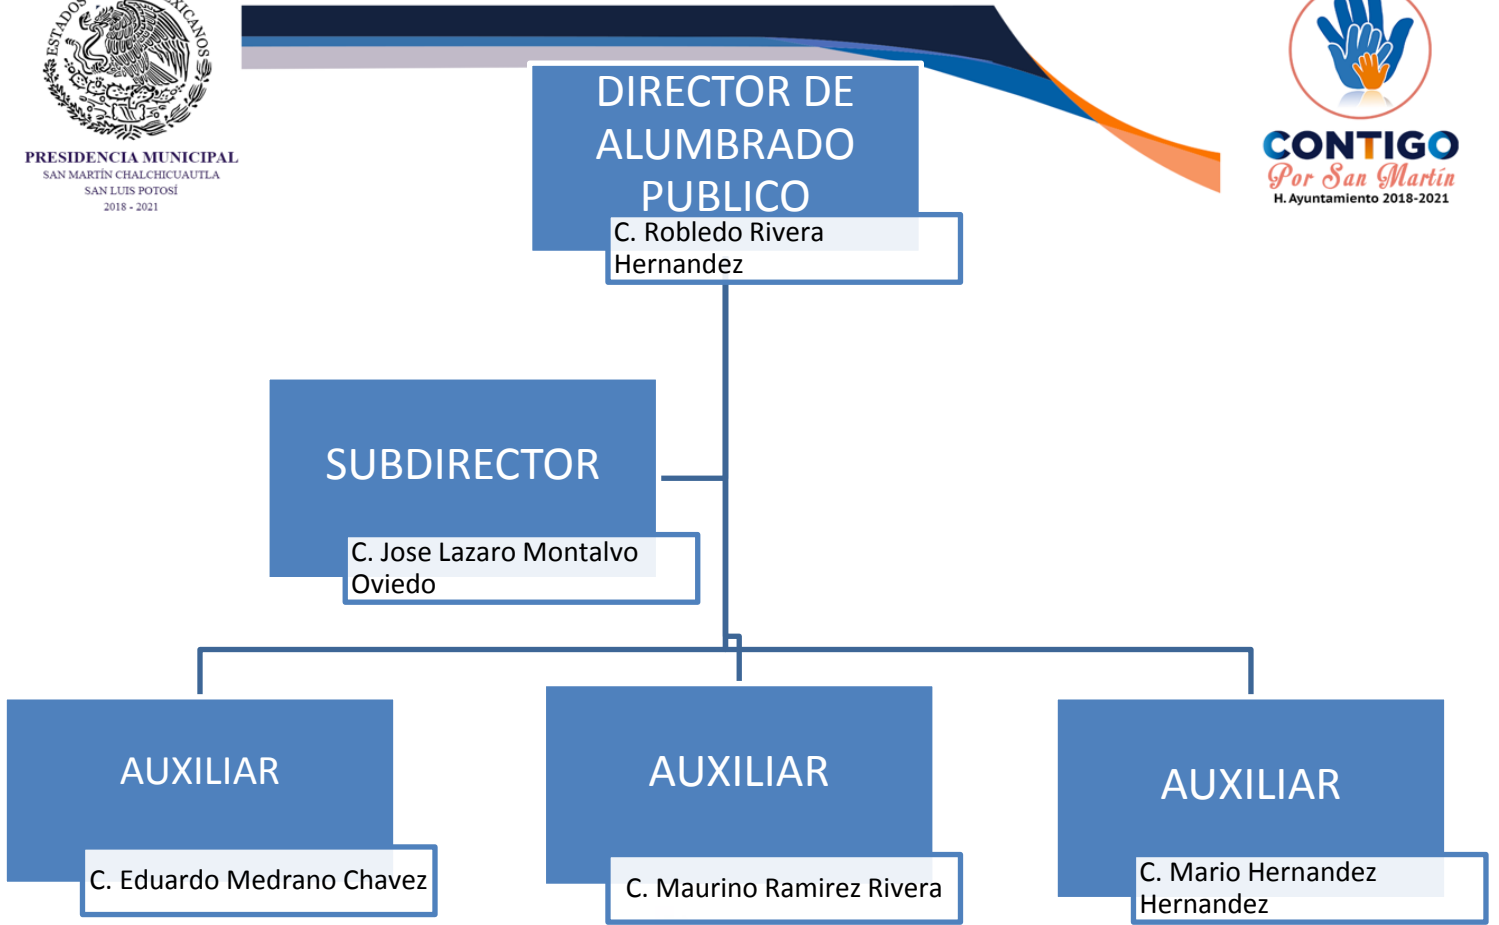 ESTADOS
MEXICANOS
PRESIDENCIA MUNICIPAL
SAN MARTÍN CHALCHICUAUTLA
SAN LUIS POTOSÍ
2018 - 2021
CONTIGO
Por San Martín
H. Ayuntamiento 2018-2021
DIRECTOR DE
ALUMBRADO
PUBLICO
C. Robledo Rivera
Hernandez
SUBDIRECTOR
C. Jose Lazaro Montalvo
Oviedo
AUXILIAR
C. Eduardo Medrano Chavez
AUXILIAR
C. Maurino Ramirez Rivera
AUXILIAR
C. Mario Hernandez
Hernandez